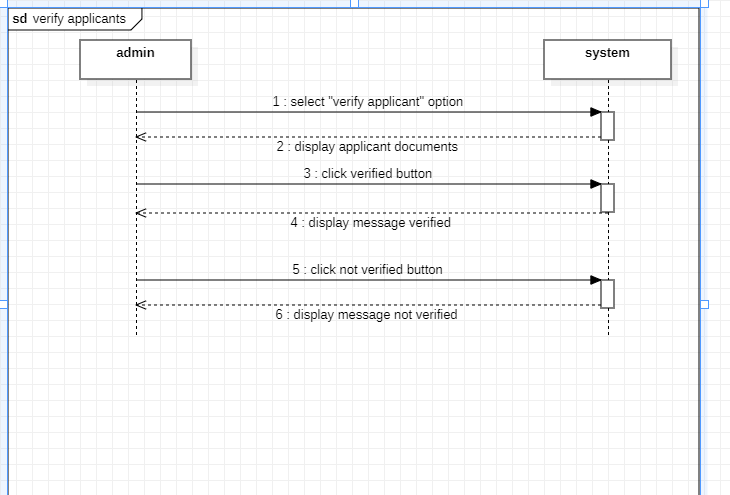 sd verify applicants
admin
system
1 : select "verify applicant" option
2 : display applicant documents
3 : click verified button
4 : display message verified
5 : click not verified button
6 : display message not verified